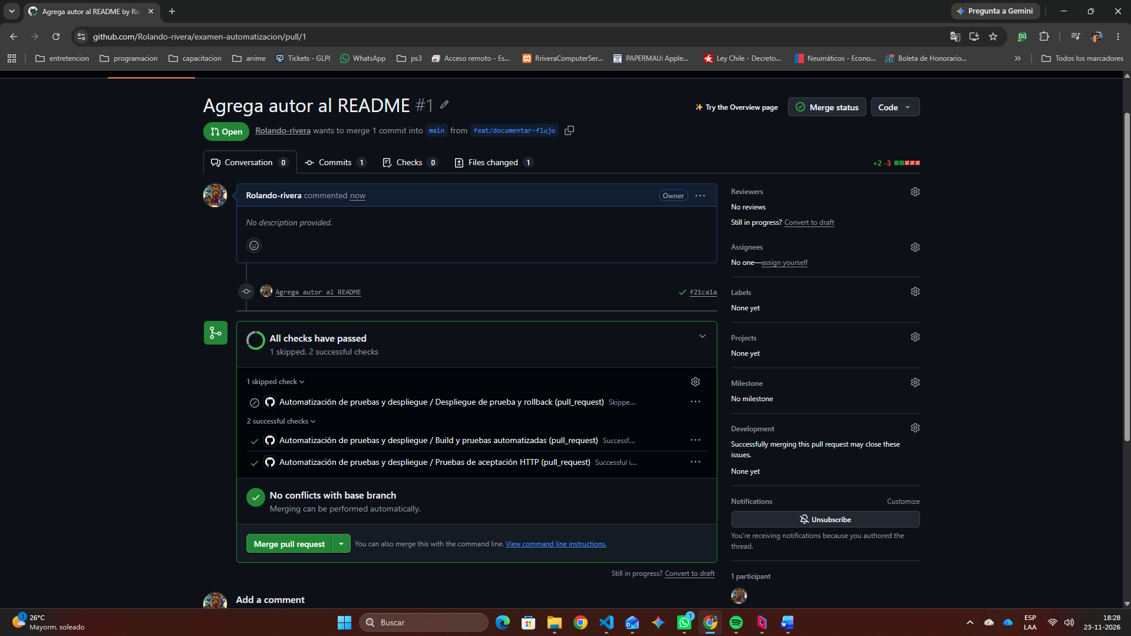 Agrega autor al README by Ro
Pregunta a Gemini
github.com/Rolando-rivera/examen-automatizacion/pull/1
entretencion
programacion
capacitacion
anime
Tickets - GLPI
WhatsApp
ps3
Acceso remoto - Es...
RriveraComputerSer...
PAPERMAU: Apple...
Ley Chile - Decreto...
Neumáticos - Econo...
Boleta de Honorario...
»
Todos los marcadores
Agrega autor al README #1
Try the Overview page
Merge status
Code
Open
Rolando-rivera wants to merge 1 commit into main from feat/documentar-flujo
Conversation 0
Commits 1
Checks 0
Files changed 1
+2 -3
Rolando-rivera commented now
Owner
No description provided.
Agrega autor al README
f21ca1a
All checks have passed
1 skipped, 2 successful checks
1 skipped check
Automatización de pruebas y despliegue / Despliegue de prueba y rollback (pull_request) Skippe...
2 successful checks
Automatización de pruebas y despliegue / Build y pruebas automatizadas (pull_request) Successf...
Automatización de pruebas y despliegue / Pruebas de aceptación HTTP (pull_request) Successful i...
No conflicts with base branch
Merging can be performed automatically.
Merge pull request
You can also merge this with the command line. View command line instructions.
Still in progress? Convert to draft
Add a comment
Reviewers
No reviews
Still in progress? Convert to draft
Assignees
No one—assign yourself
Labels
None yet
Projects
None yet
Milestone
No milestone
Development
Successfully merging this pull request may close these
issues.
None yet
Notifications
Customize
Unsubscribe
You're receiving notifications because you authored the
thread.
1 participant
1
26°C
Mayorm. soleado
Buscar
1
ESP
LAA
18:28
23-11-2026